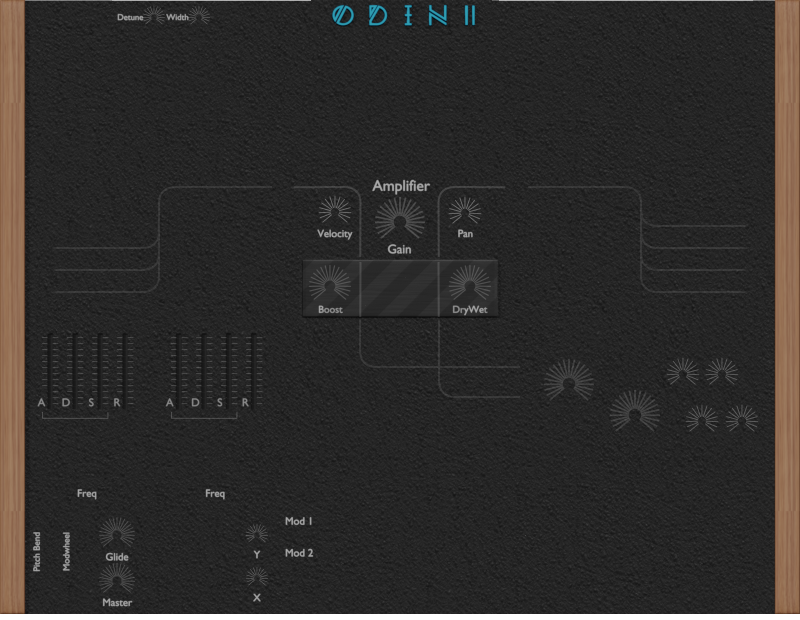 ODIN II
Detune Width
Amplifier
Velocity
Pan
Gain
Boost
DryWet
A D S R
A D S R
Freq
Freq
Pitch Bend
Modwheel
Glide
Master
Y
X
Mod 1
Mod 2